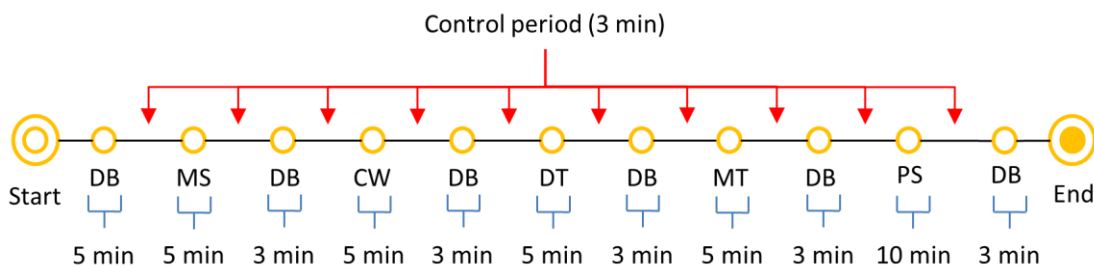 Control period (3 min)
Start DB MS DB CW DB DT DB MT DB PS DB End
5 min 5 min 3 min 5 min 3 min 5 min 3 min 5 min 3 min 10 min 3 min